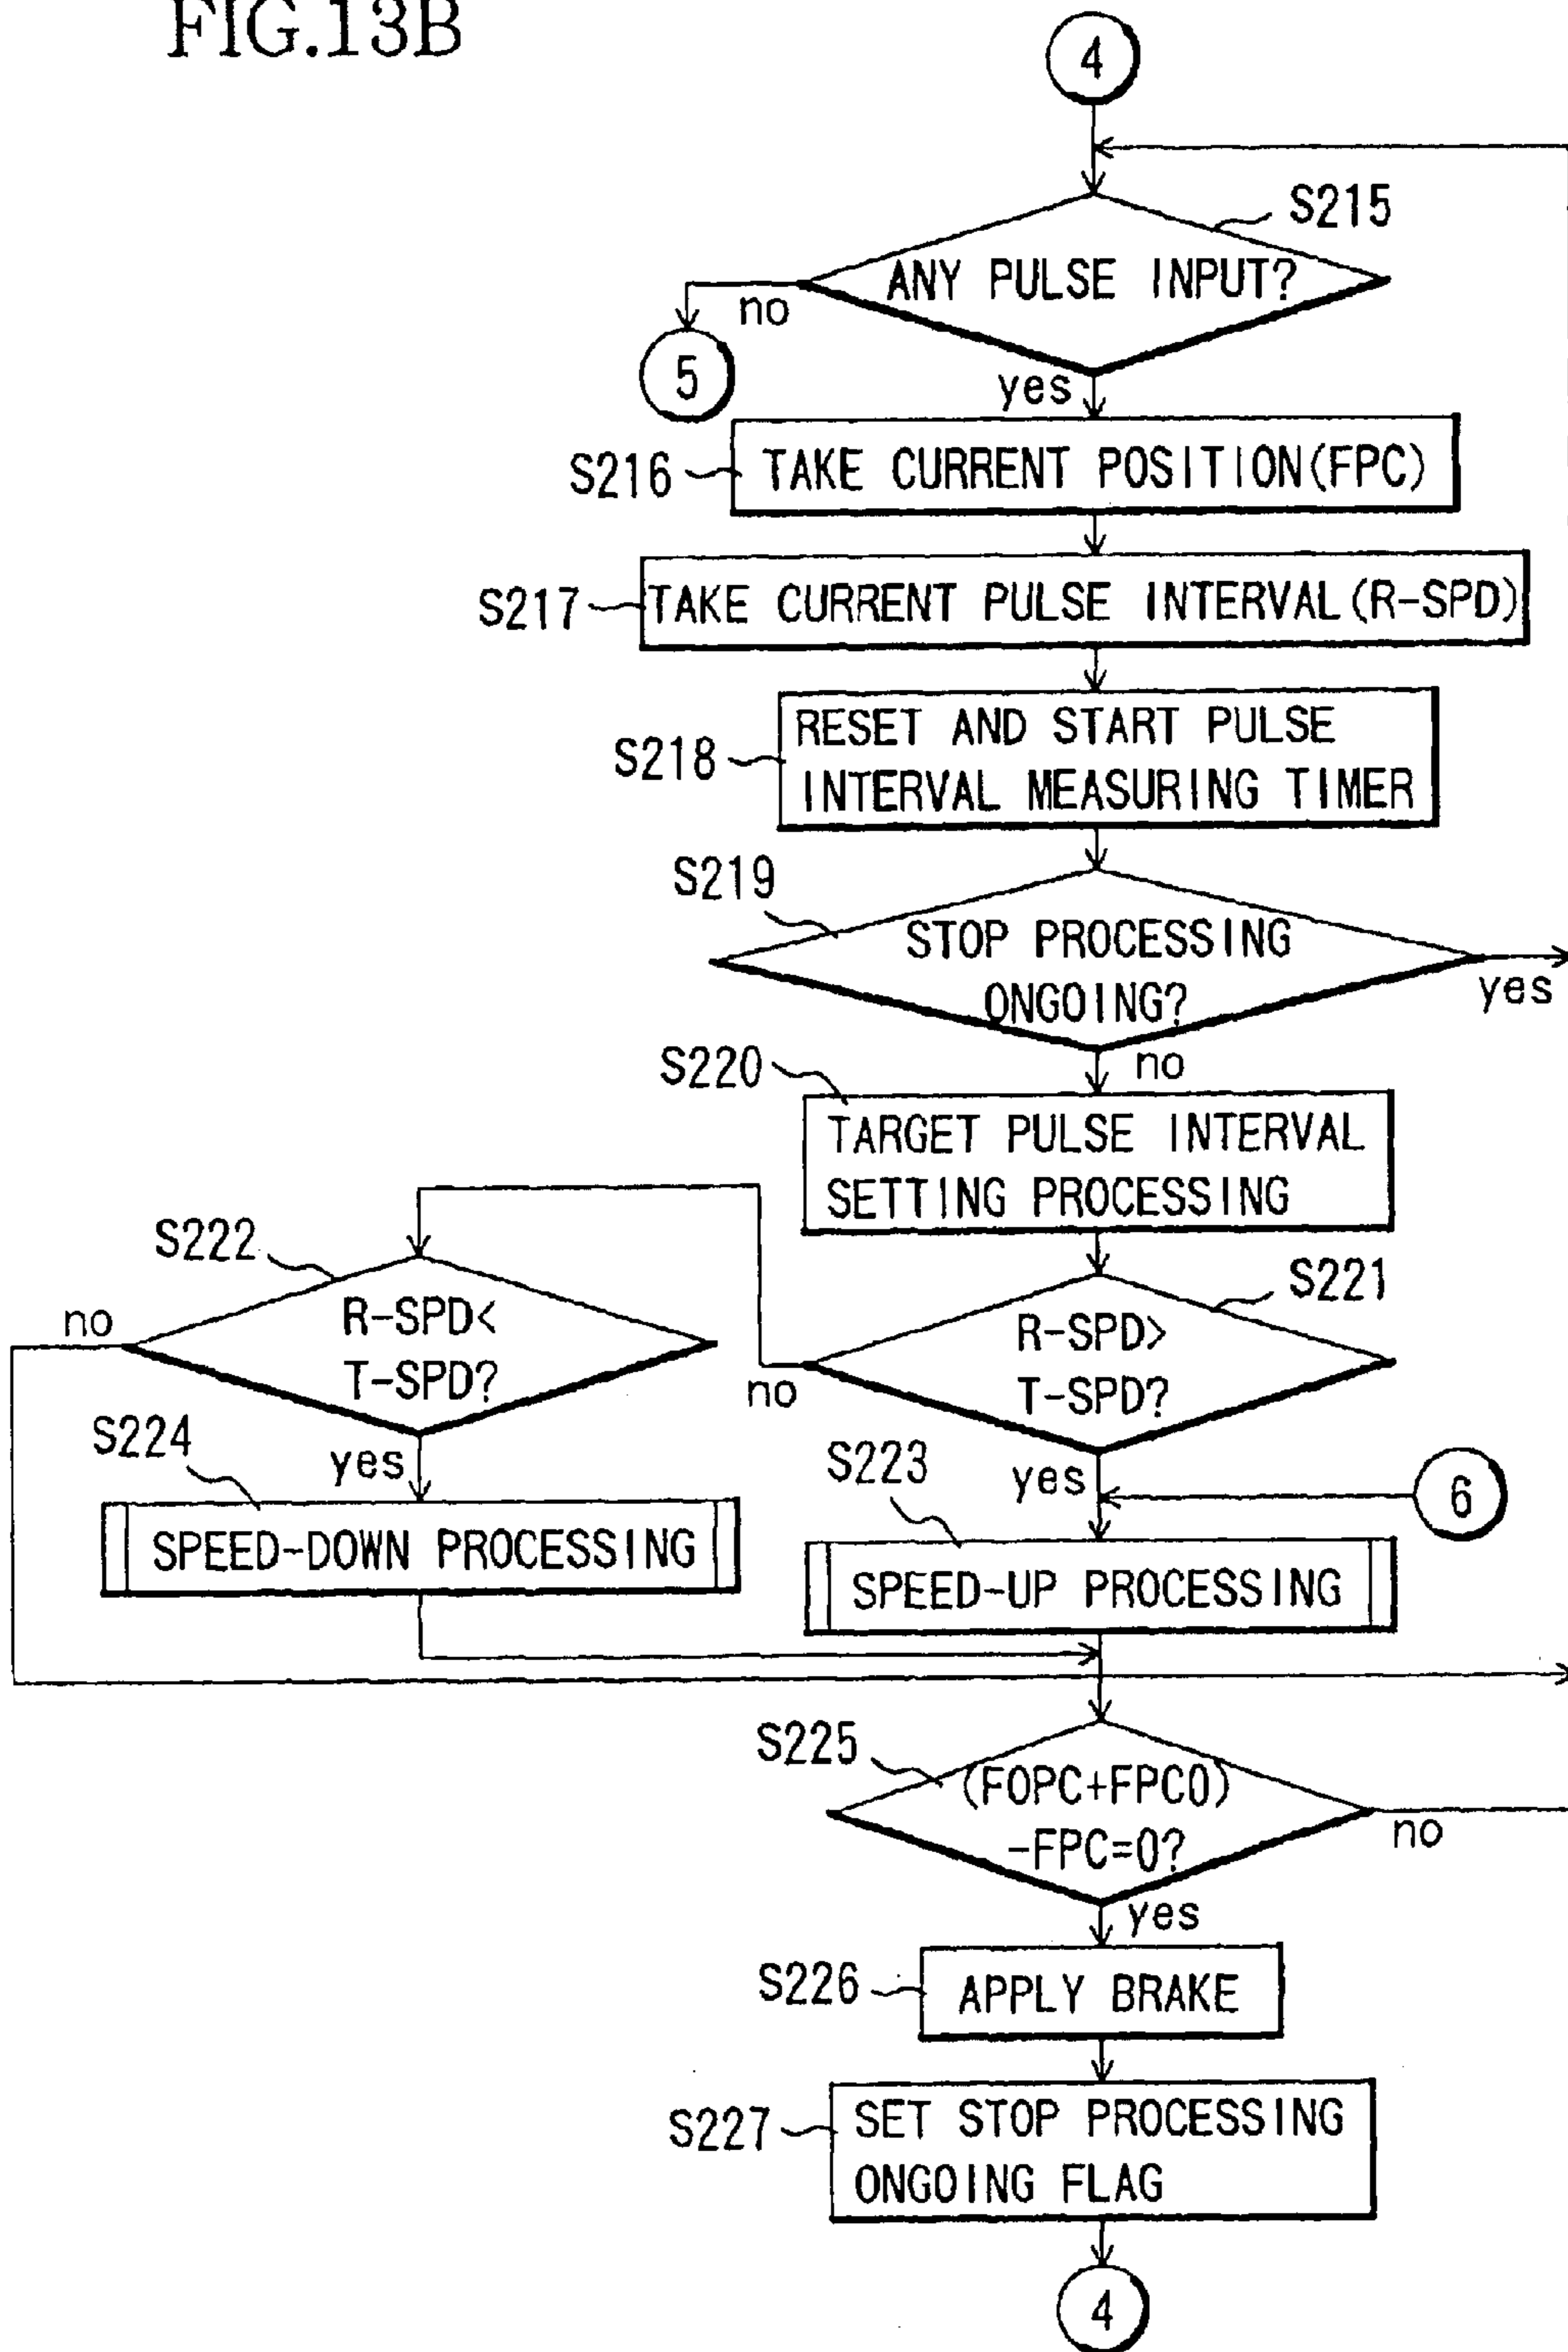 FIG.13B
4
S215
ANY PULSE INPUT?
no
5
yes
S216
TAKE CURRENT POSITION(FPC)
S217
TAKE CURRENT PULSE INTERVAL(R-SPD)
S218
RESET AND START PULSE
INTERVAL MEASURING TIMER
S219
STOP PROCESSING
ONGOING?
yes
no
S220
TARGET PULSE INTERVAL
SETTING PROCESSING
S222
R-SPD<
T-SPD?
no
yes
S221
R-SPD>
T-SPD?
no
yes
S224
SPEED-DOWN PROCESSING
S223
6
SPEED-UP PROCESSING
S225
(FOPC+FPC0)
-FPC=0?
no
yes
S226
APPLY BRAKE
S227
SET STOP PROCESSING
ONGOING FLAG
4